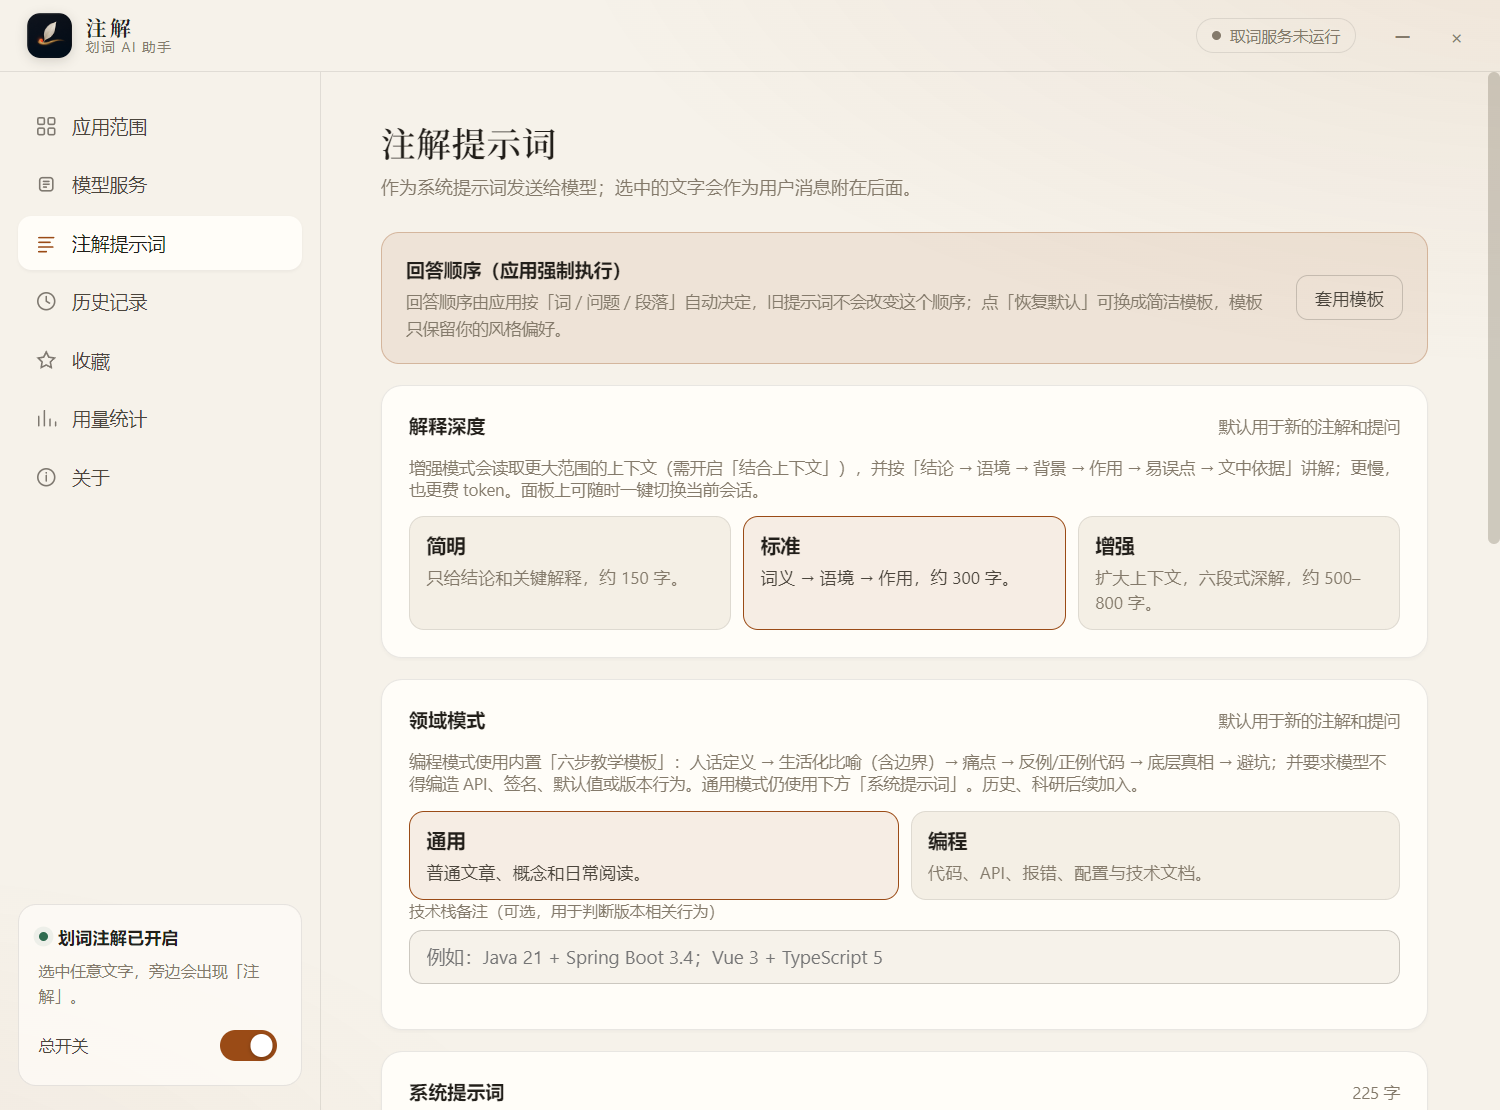 注解
划词 AI 助手
取词服务未运行
应用范围
模型服务
注解提示词
历史记录
收藏
用量统计
关于
划词注解已开启
选中任意文字，旁边会出现「注
解」。
总开关
注解提示词
作为系统提示词发送给模型；选中的文字会作为用户消息附在后面。
回答顺序（应用强制执行）
回答顺序由应用按「词 / 问题 / 段落」自动决定，旧提示词不会改变这个顺序；点「恢复默认」可换成简洁模板，模板
只保留你的风格偏好。
套用模板
解释深度
默认用于新的注解和提问
增强模式会读取更大范围的上下文（需开启「结合上下文」），并按「结论 → 语境 → 背景 → 作用 → 易误点 → 文中依据」讲解；更慢，
也更费 token。面板上可随时一键切换当前会话。
简明
只给结论和关键解释，约 150 字。
标准
词义 → 语境 → 作用，约 300 字。
增强
扩大上下文，六段式深解，约 500–
800 字。
领域模式
默认用于新的注解和提问
编程模式使用内置「六步教学模板」：人话定义 → 生活化比喻（含边界）→ 痛点 → 反例/正例代码 → 底层真相 → 避坑；并要求模型不
得编造 API、签名、默认值或版本行为。通用模式仍使用下方「系统提示词」。历史、科研后续加入。
通用
普通文章、概念和日常阅读。
编程
代码、API、报错、配置与技术文档。
技术栈备注（可选，用于判断版本相关行为）
例如：Java 21 + Spring Boot 3.4；Vue 3 + TypeScript 5
系统提示词
225 字